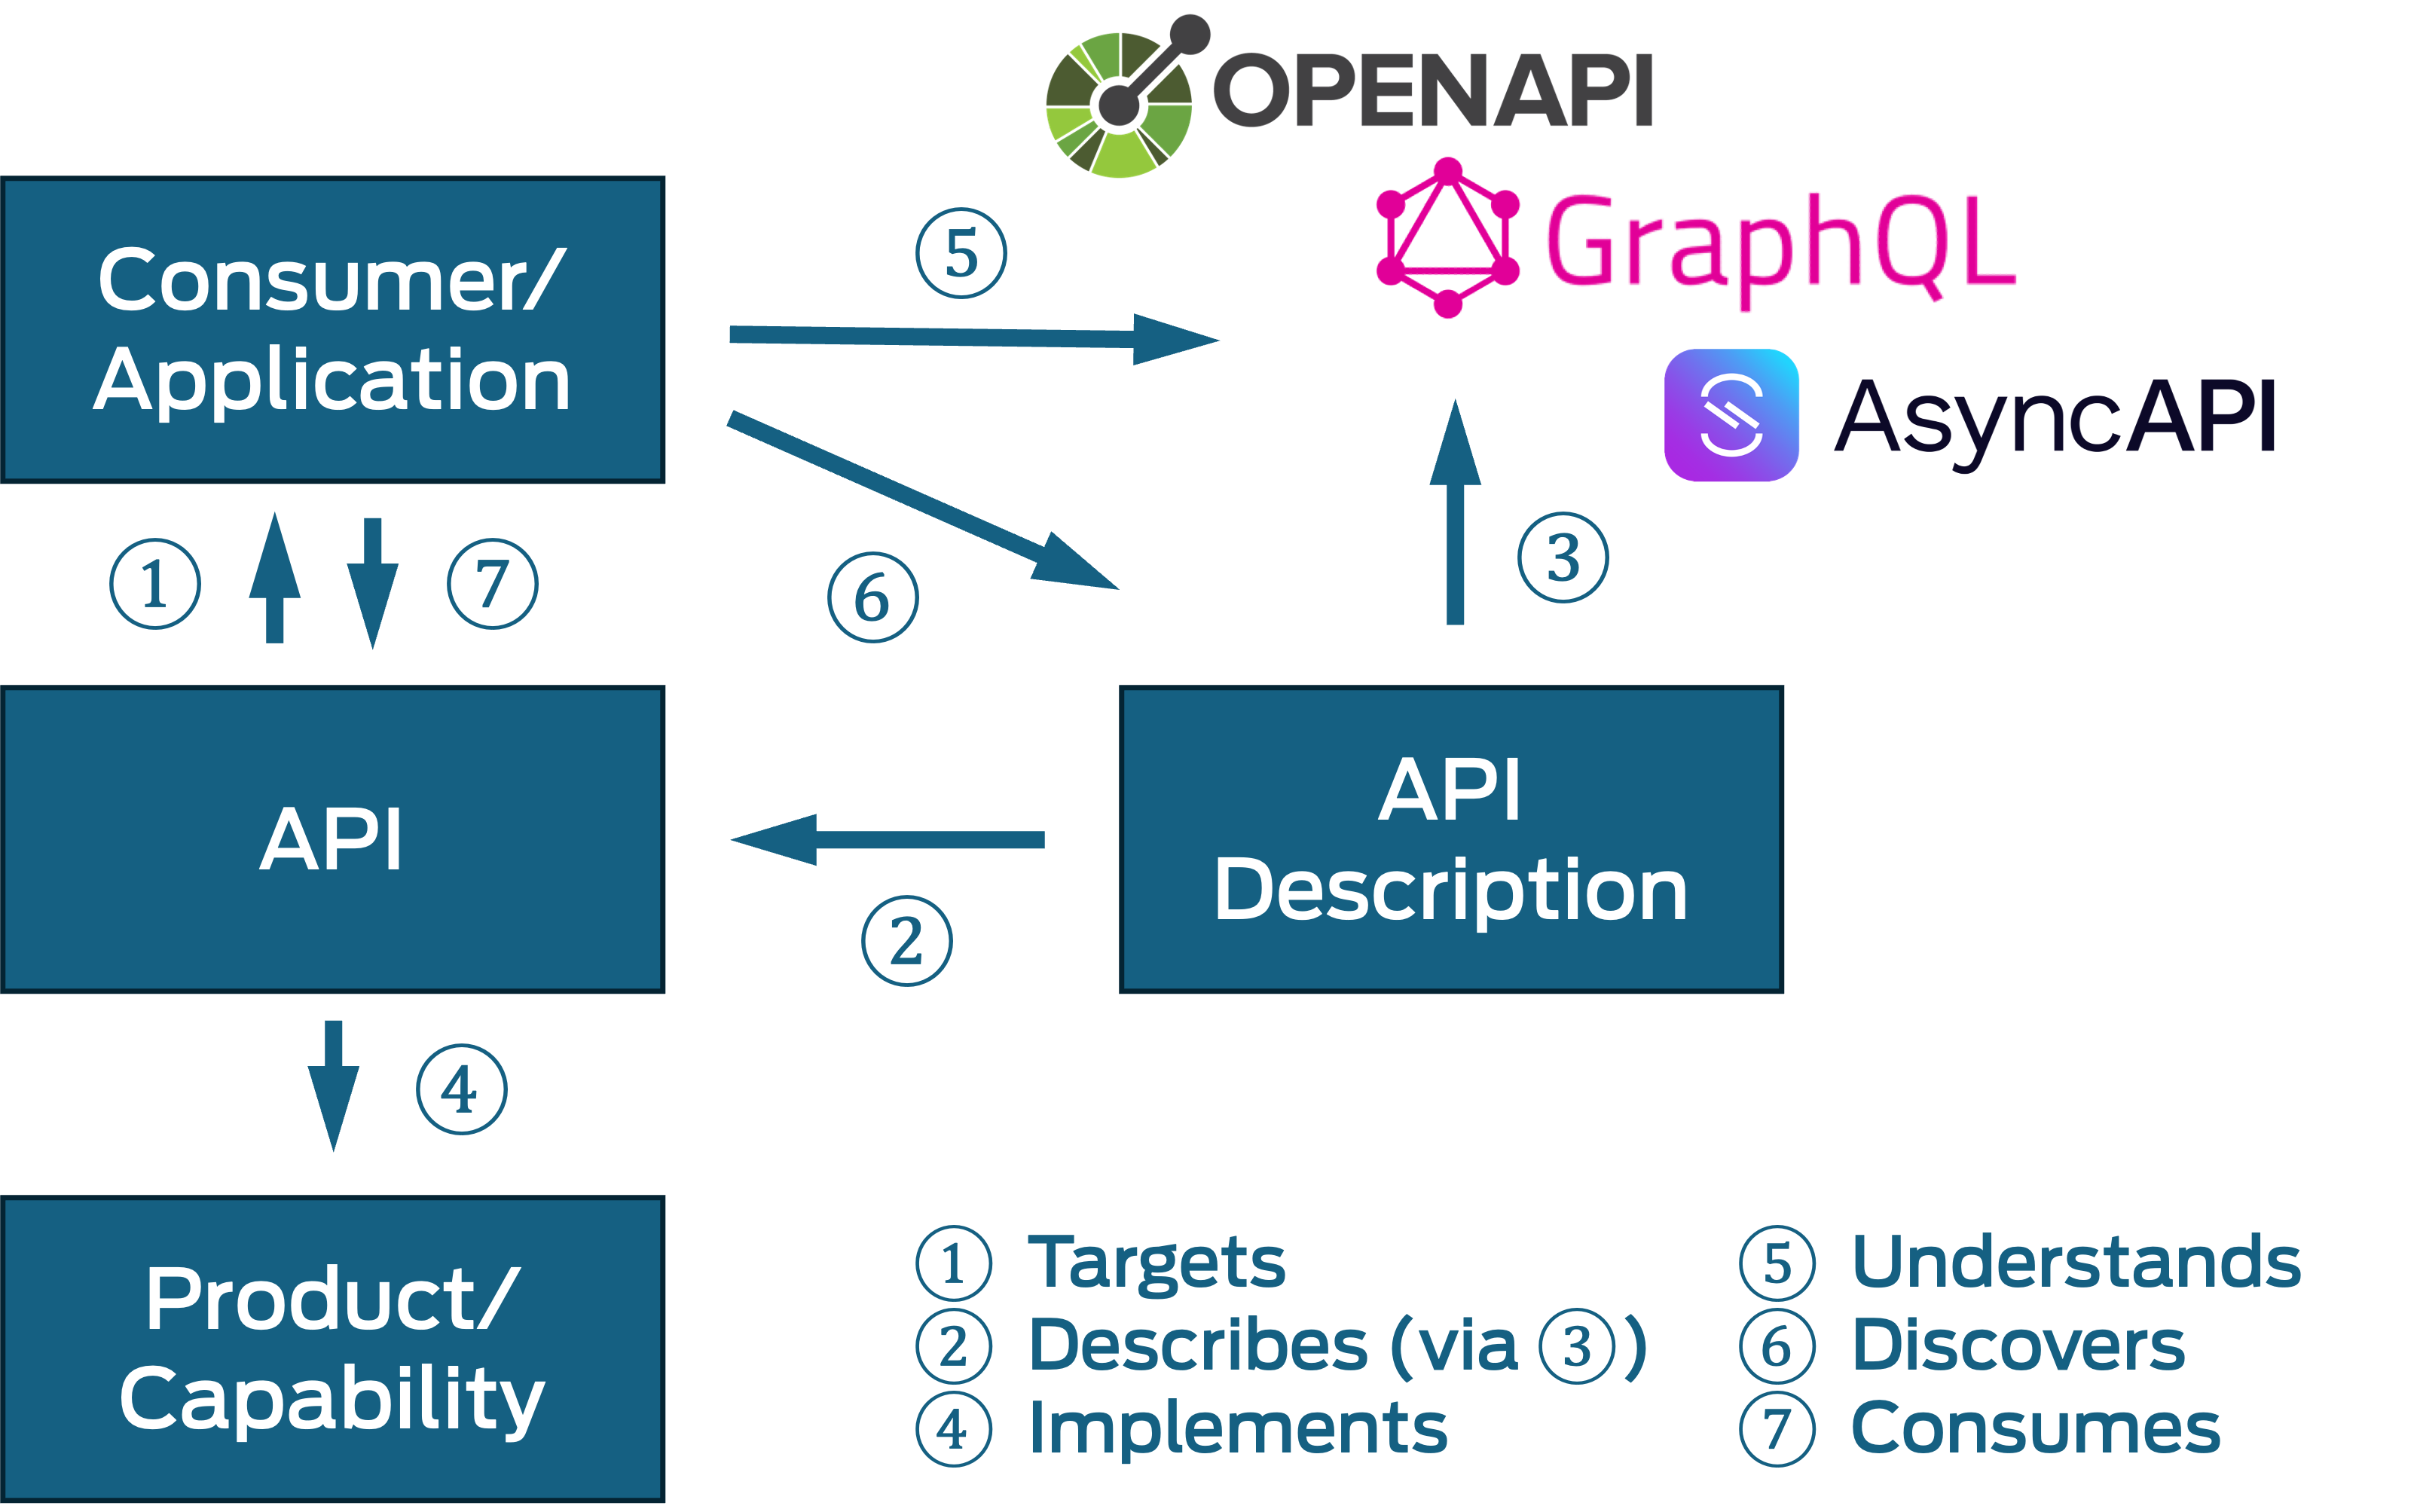 OPENAPI
GraphQL
AsyncAPI
Consumer/
Application
5
1
7
6
3
API
API
Description
2
4
Product/
Capability
1 Targets
2 Describes (via 3)
4 Implements
5 Understands
6 Discovers
7 Consumes